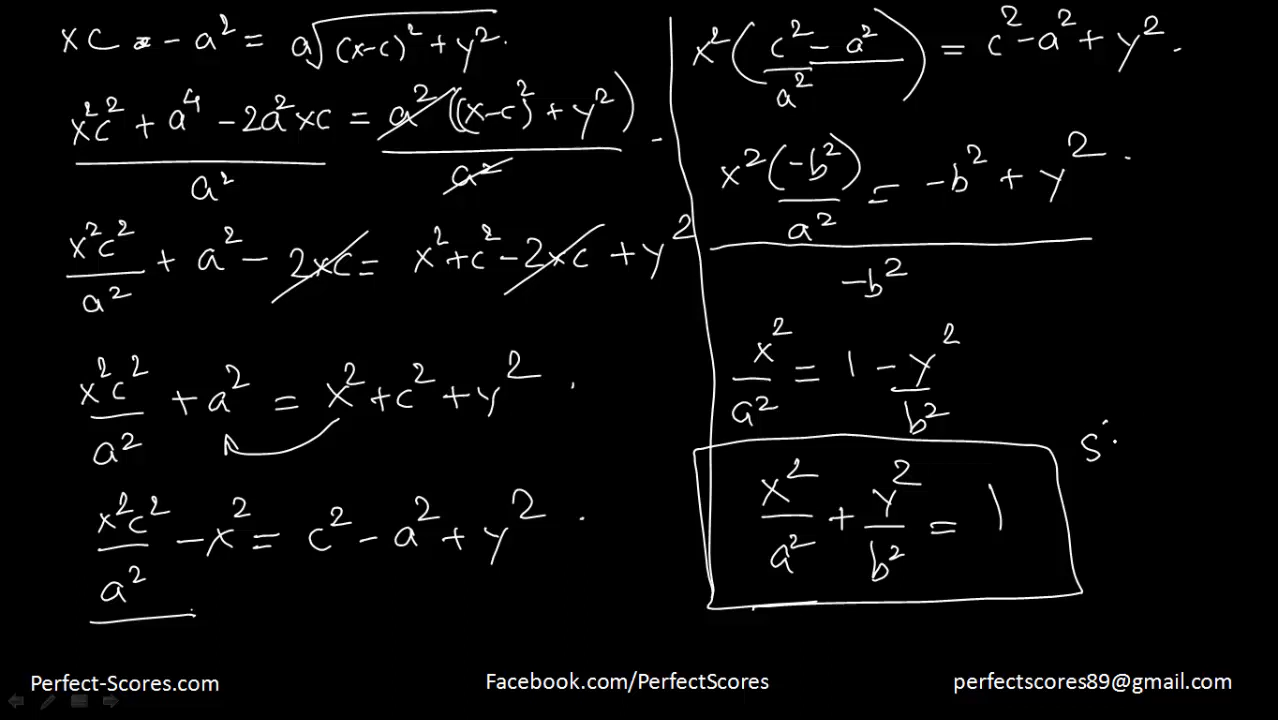 xc - a² = a√(x-c)² + y².
x²c² + a⁴ - 2a²xc = a²((x-c)² + y²)
a² a²
x²c²/a² + a² - 2xc = x² + c² - 2xc + y²
x²c²/a² + a² = x² + c² + y².
x²c²/a² - x² = c² - a² + y².
x²(c² - a²/a²) = c² - a² + y².
x²(-b²)/a² = -b² + y².
-b²
x²/a² = 1 - y²/b²
x²/a² + y²/b² = 1
S:
Perfect-Scores.com
Facebook.com/PerfectScores
perfectscores89@gmail.com